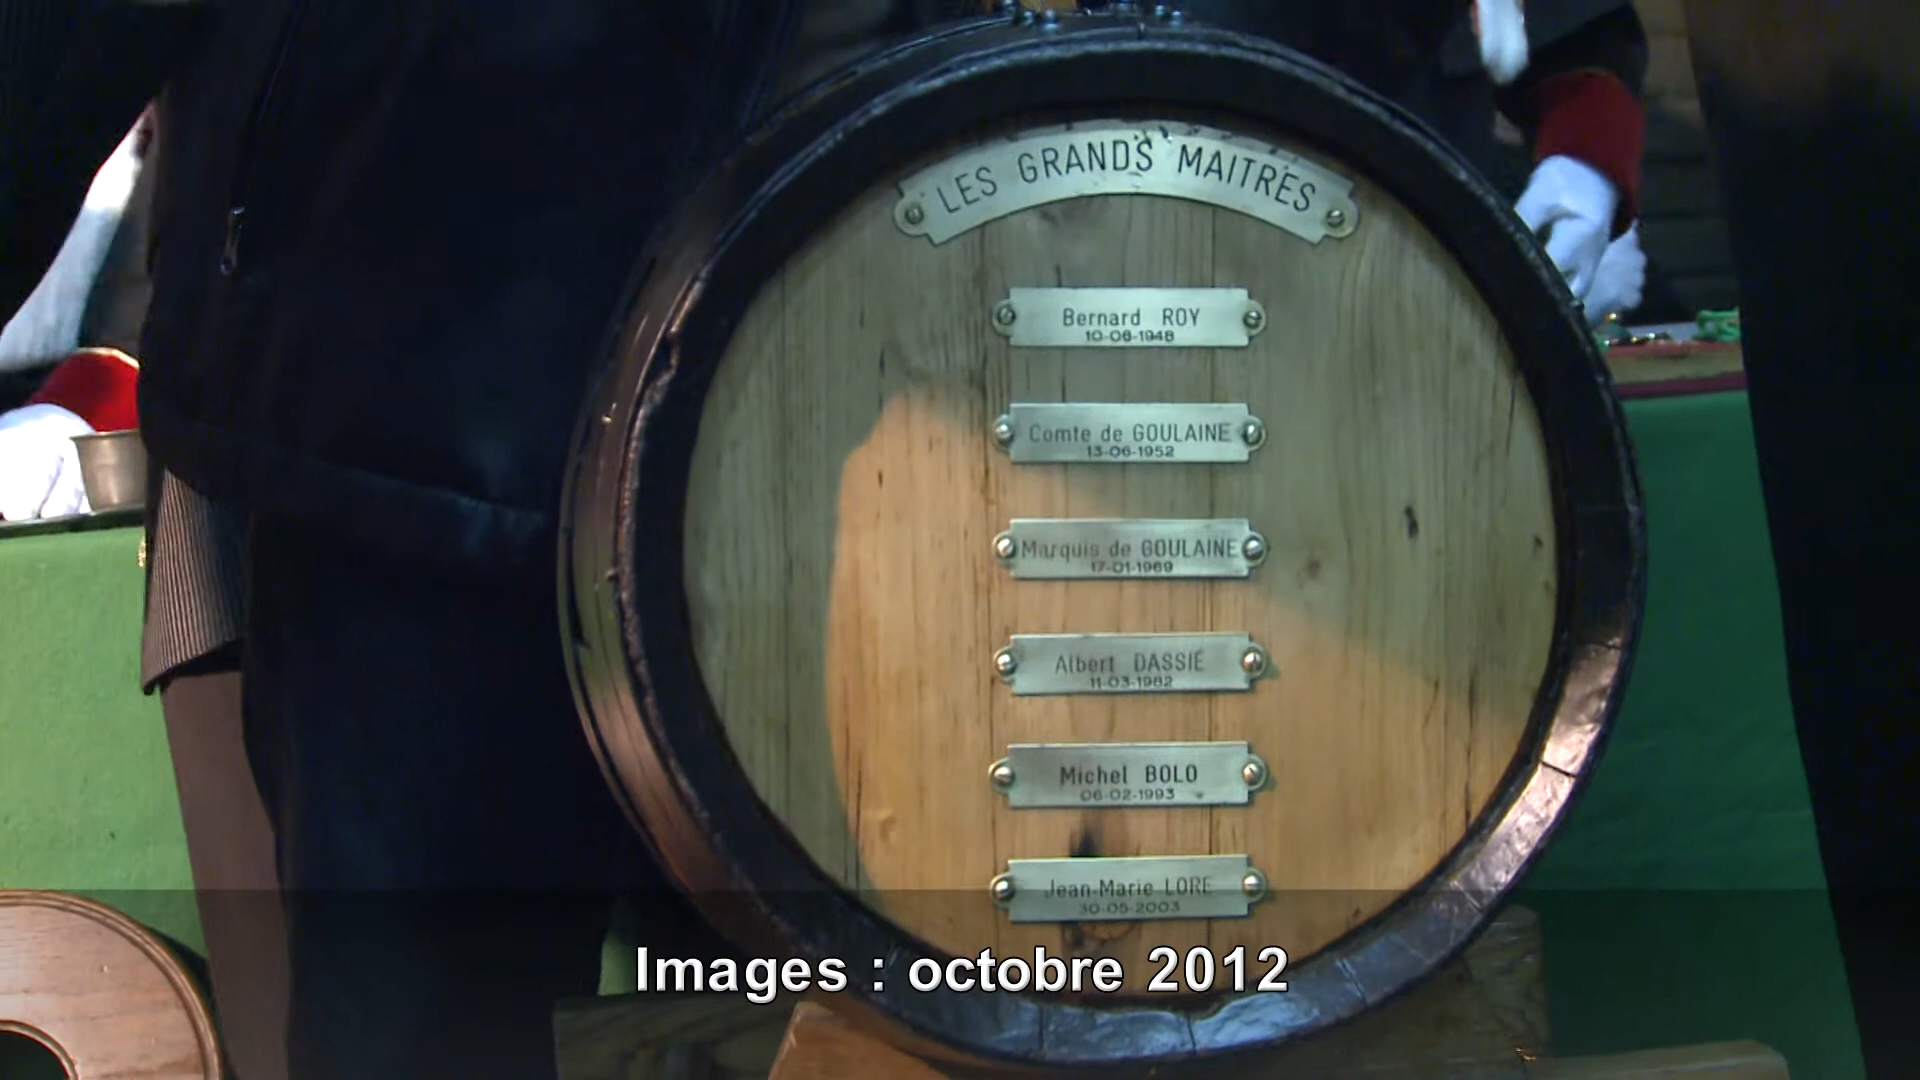 LES GRANDS MAITRES
Bernard ROY
10-06-1948
Comte de GOULAINE
13-06-1952
Marquis de GOULAINE
17-01-1969
Albert DASSIÉ
11-03-1982
Michel BOLO
06-02-1993
Jean-Marie LORE
30-05-2003
Images : octobre 2012